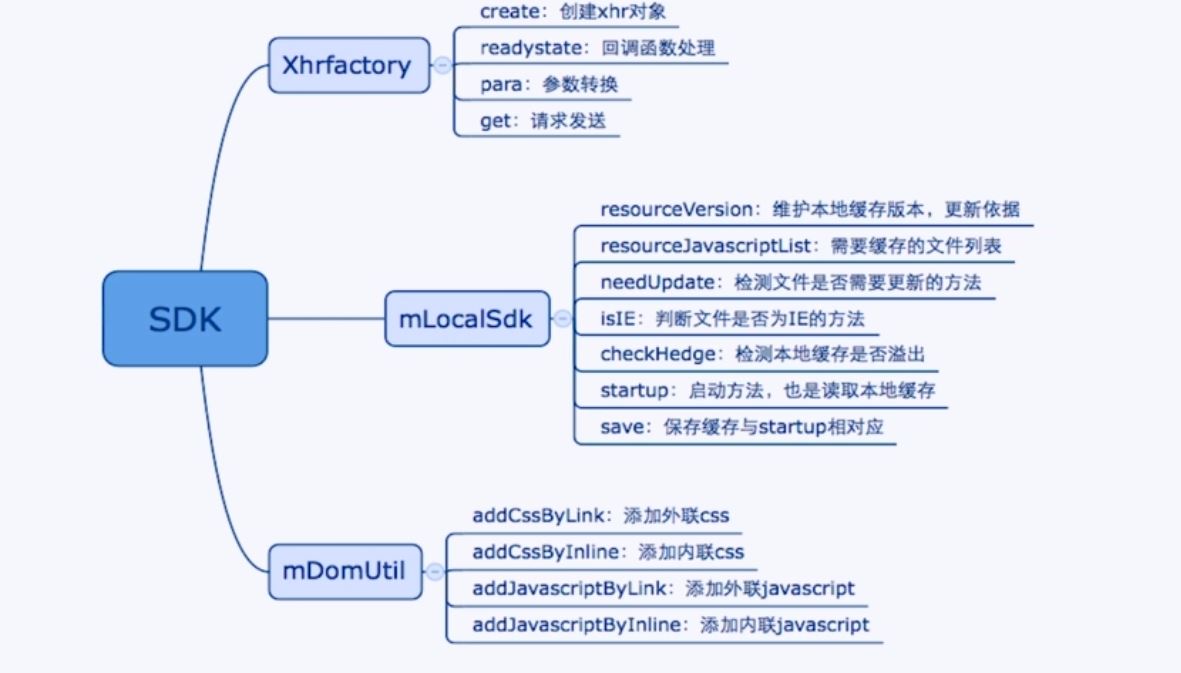 create：创建xhr对象
readystate：回调函数处理
Xhrfactory
para：参数转换
get：请求发送
resourceVersion：维护本地缓存版本，更新依据
resourceJavascriptList：需要缓存的文件列表
needUpdate：检测文件是否需要更新的方法
SDK
mLocalSdk
isIE：判断文件是否为IE的方法
checkHedge：检测本地缓存是否溢出
startup：启动方法，也是读取本地缓存
save：保存缓存与startup相对应
addCssByLink：添加外联css
addCssByInline：添加内联css
mDomUtil
addJavascriptByLink：添加外联javascript
addJavascriptByInline：添加内联javascript